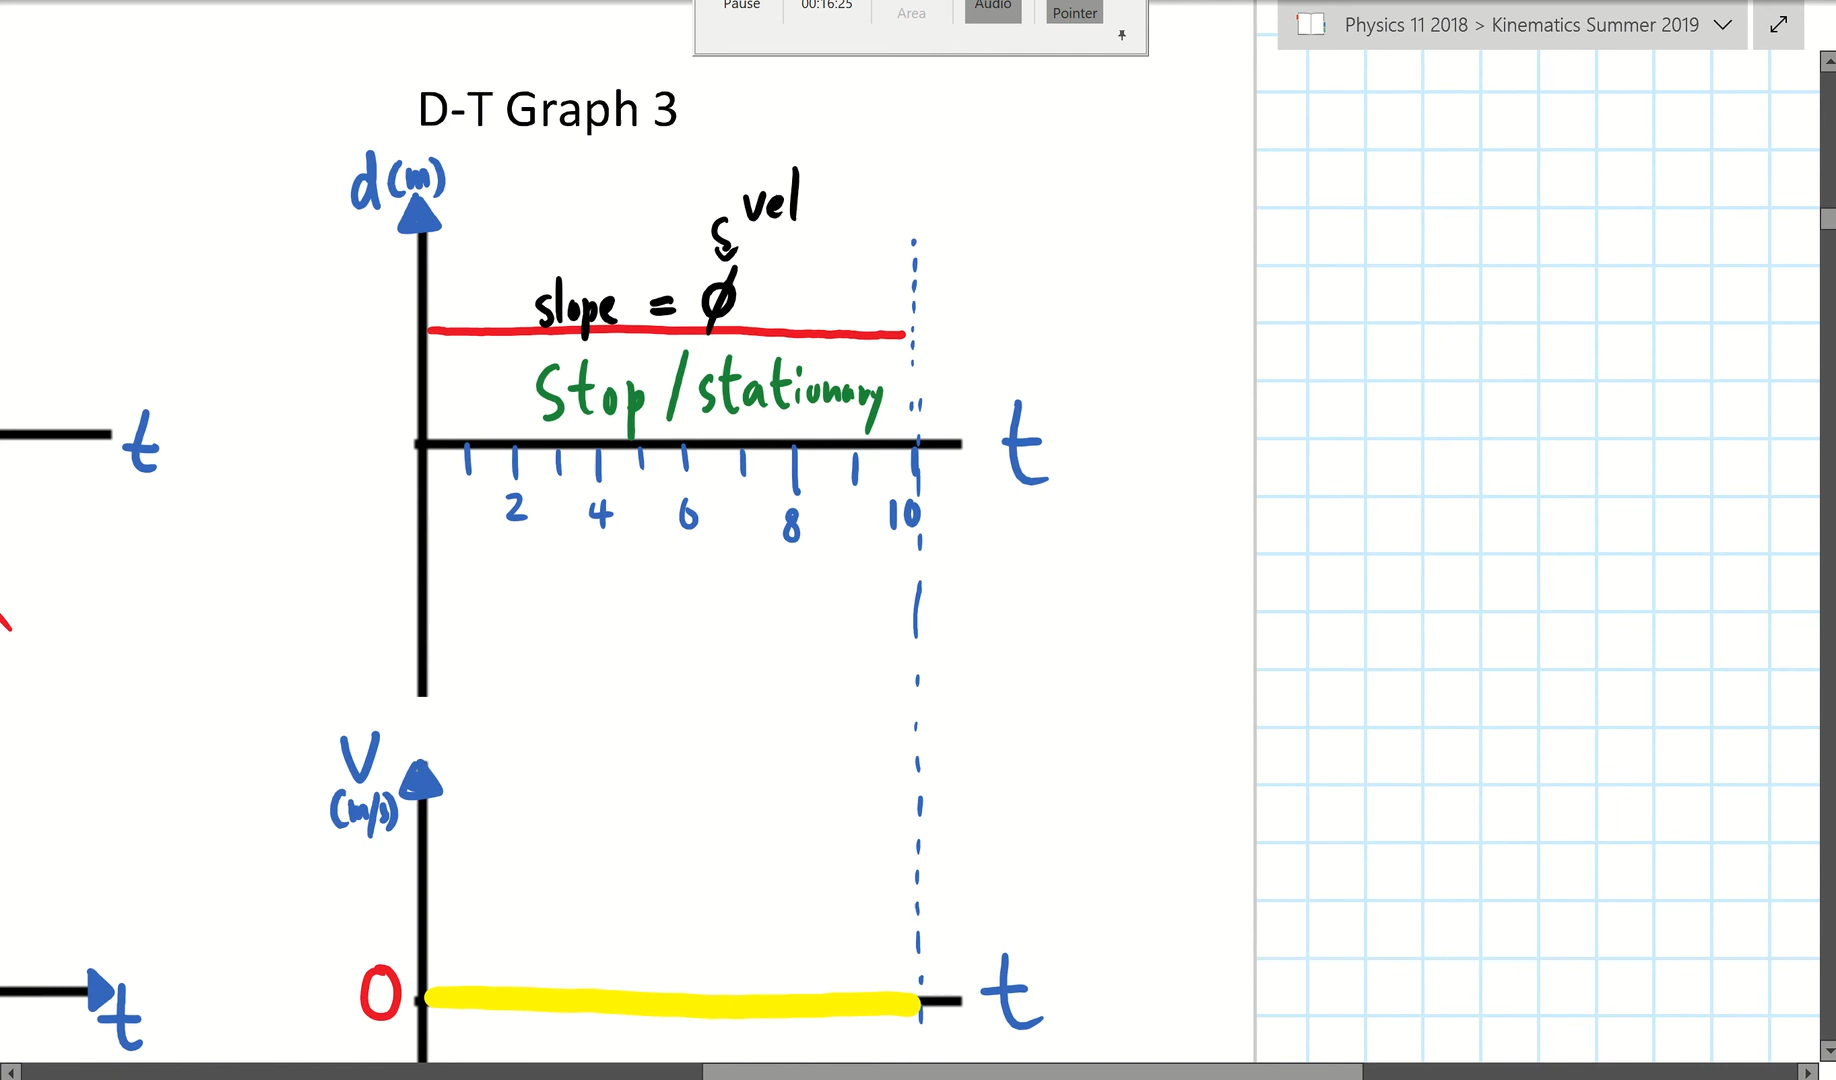 Pause 00:16:25 Area Audio Pointer
Physics 11 2018 > Kinematics Summer 2019
D-T Graph 3
d(m)
vel
slope = Ø
Stop/stationary
t
t
2 4 6 8 10
V
(m/s)
0
t
t